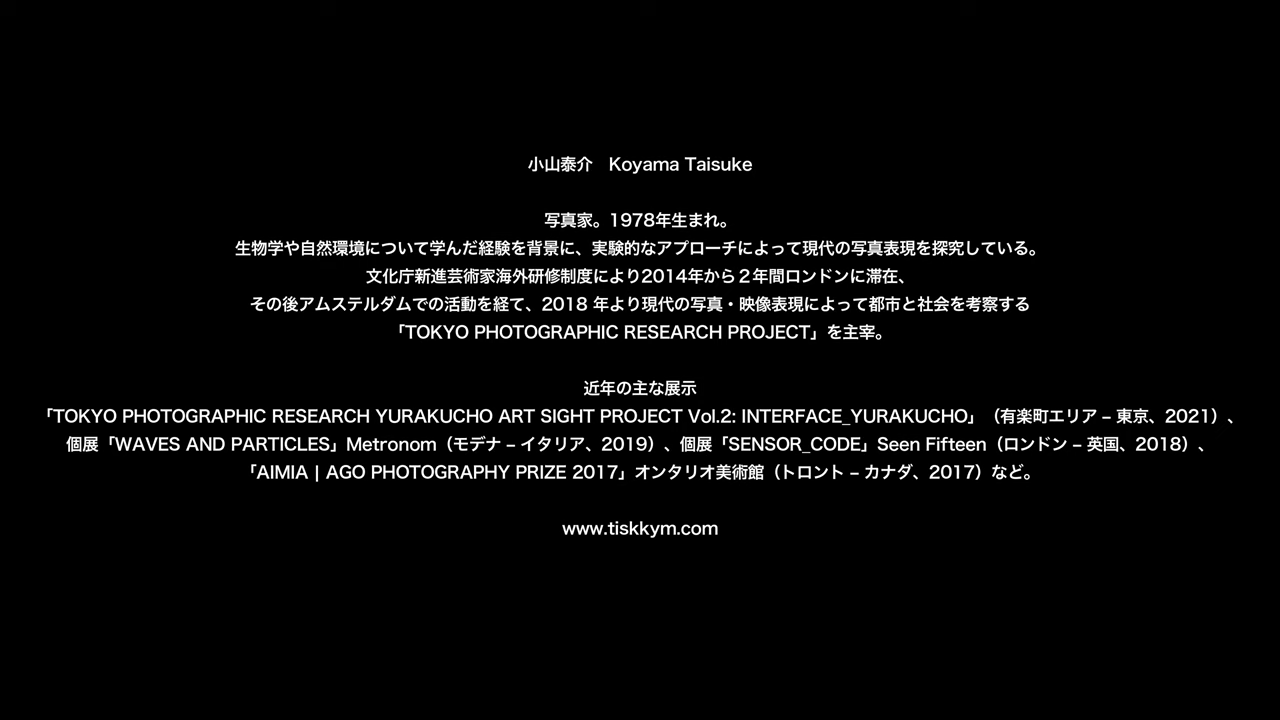 小山泰介　Koyama Taisuke
写真家。1978年生まれ。
生物学や自然環境について学んだ経験を背景に、実験的なアプローチによって現代の写真表現を探究している。
文化庁新進芸術家海外研修制度により2014年から２年間ロンドンに滞在、
その後アムステルダムでの活動を経て、2018 年より現代の写真・映像表現によって都市と社会を考察する
「TOKYO PHOTOGRAPHIC RESEARCH PROJECT」を主宰。
近年の主な展示
「TOKYO PHOTOGRAPHIC RESEARCH YURAKUCHO ART SIGHT PROJECT Vol.2: INTERFACE_YURAKUCHO」（有楽町エリア – 東京、2021）、
個展「WAVES AND PARTICLES」Metronom（モデナ – イタリア、2019）、個展「SENSOR_CODE」Seen Fifteen（ロンドン – 英国、2018）、
「AIMIA | AGO PHOTOGRAPHY PRIZE 2017」オンタリオ美術館（トロント – カナダ、2017）など。
www.tiskkym.com